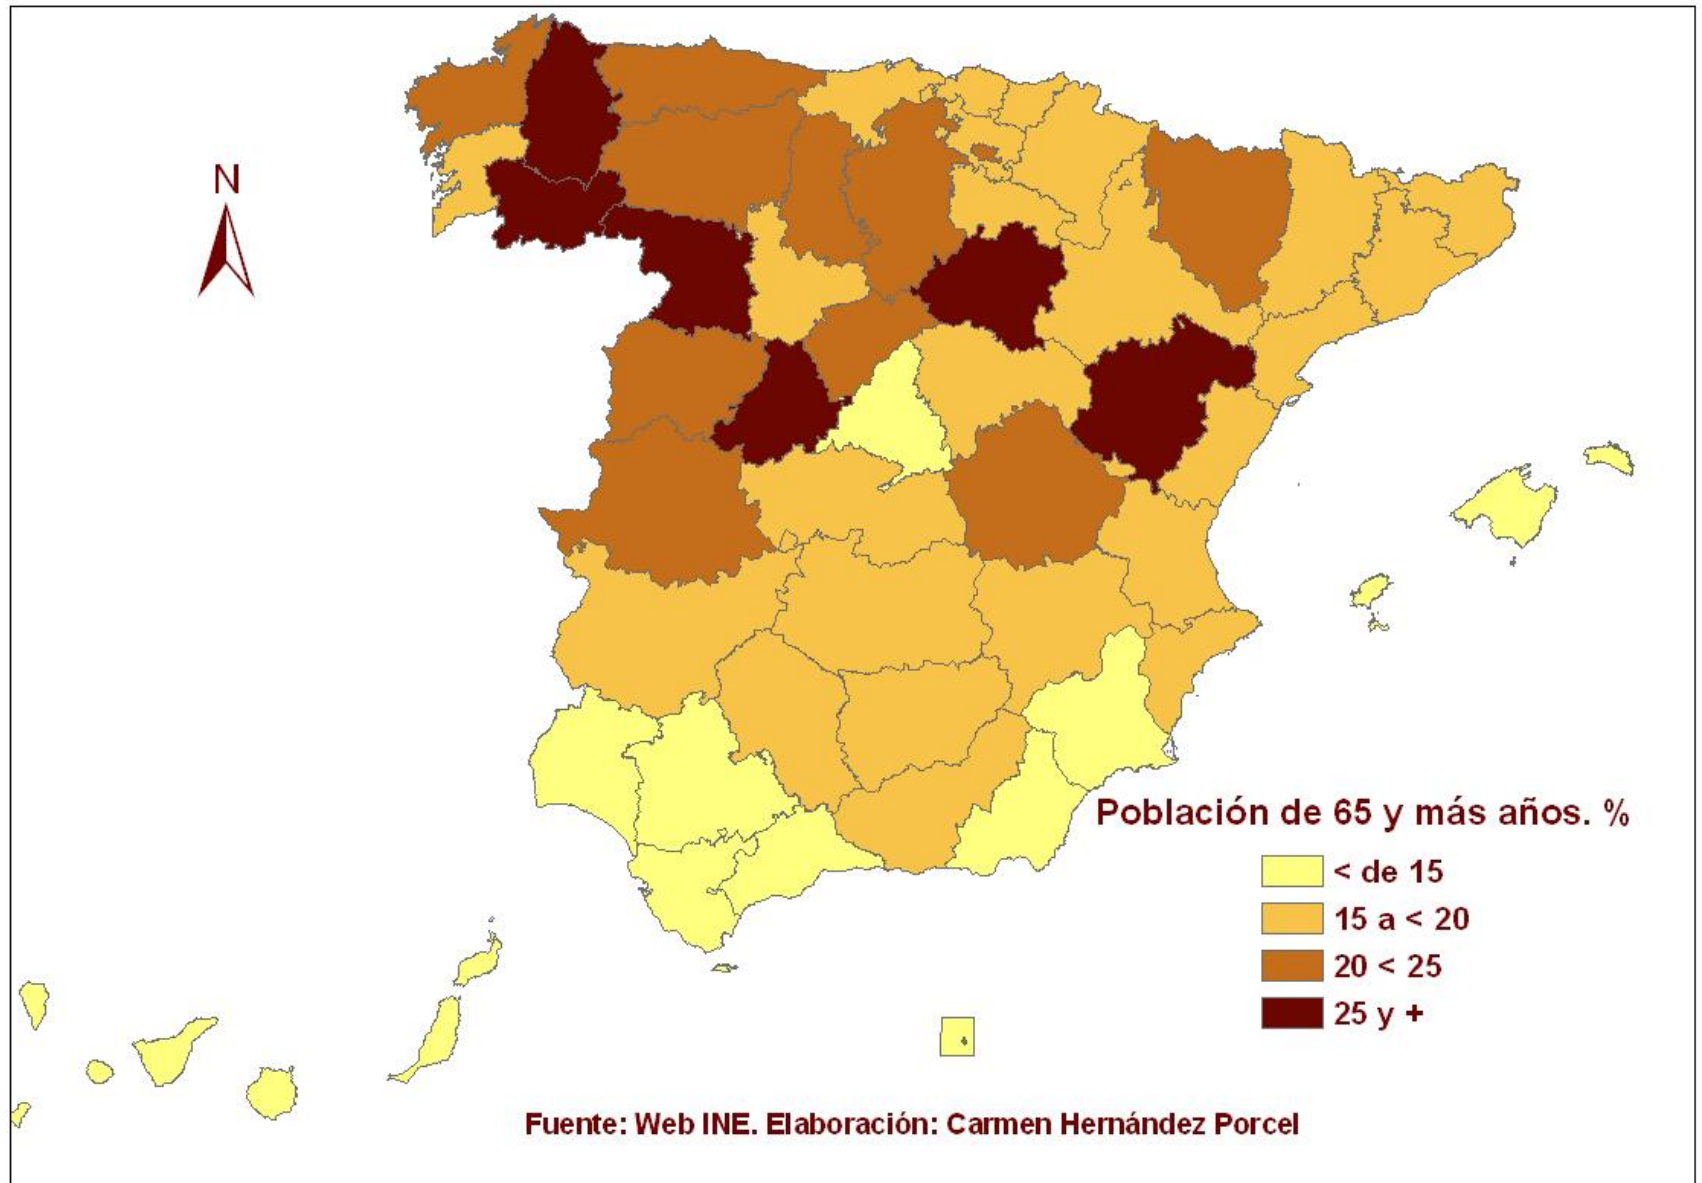 N
Población de 65 y más años. %
< de 15
15 a < 20
20 < 25
25 y +
Fuente: Web INE. Elaboración: Carmen Hernández Porcel